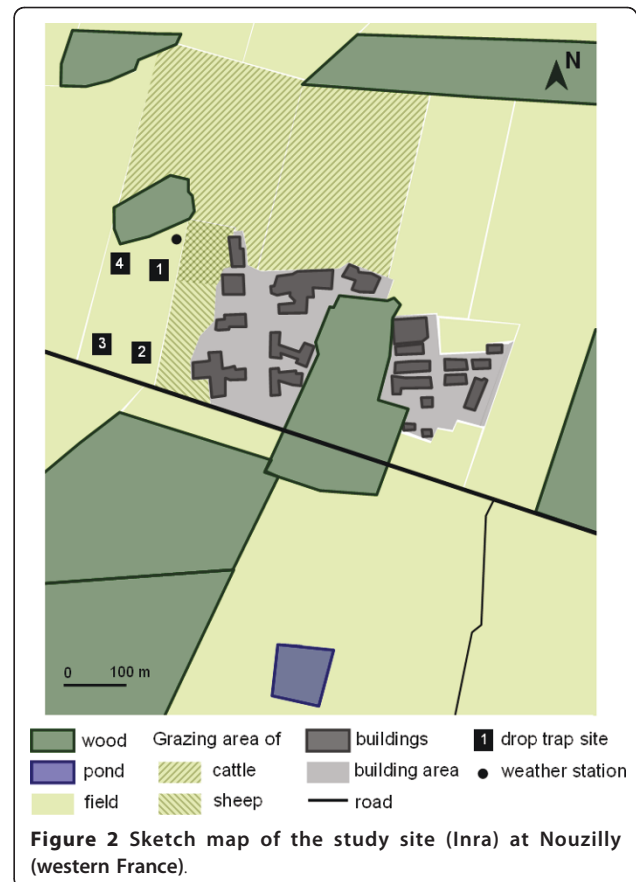 N
4
1
3
2
0 100 m
wood Grazing area of buildings 1 drop trap site
pond cattle building area weather station
field sheep road
Figure 2 Sketch map of the study site (Inra) at Nouzilly
(western France).